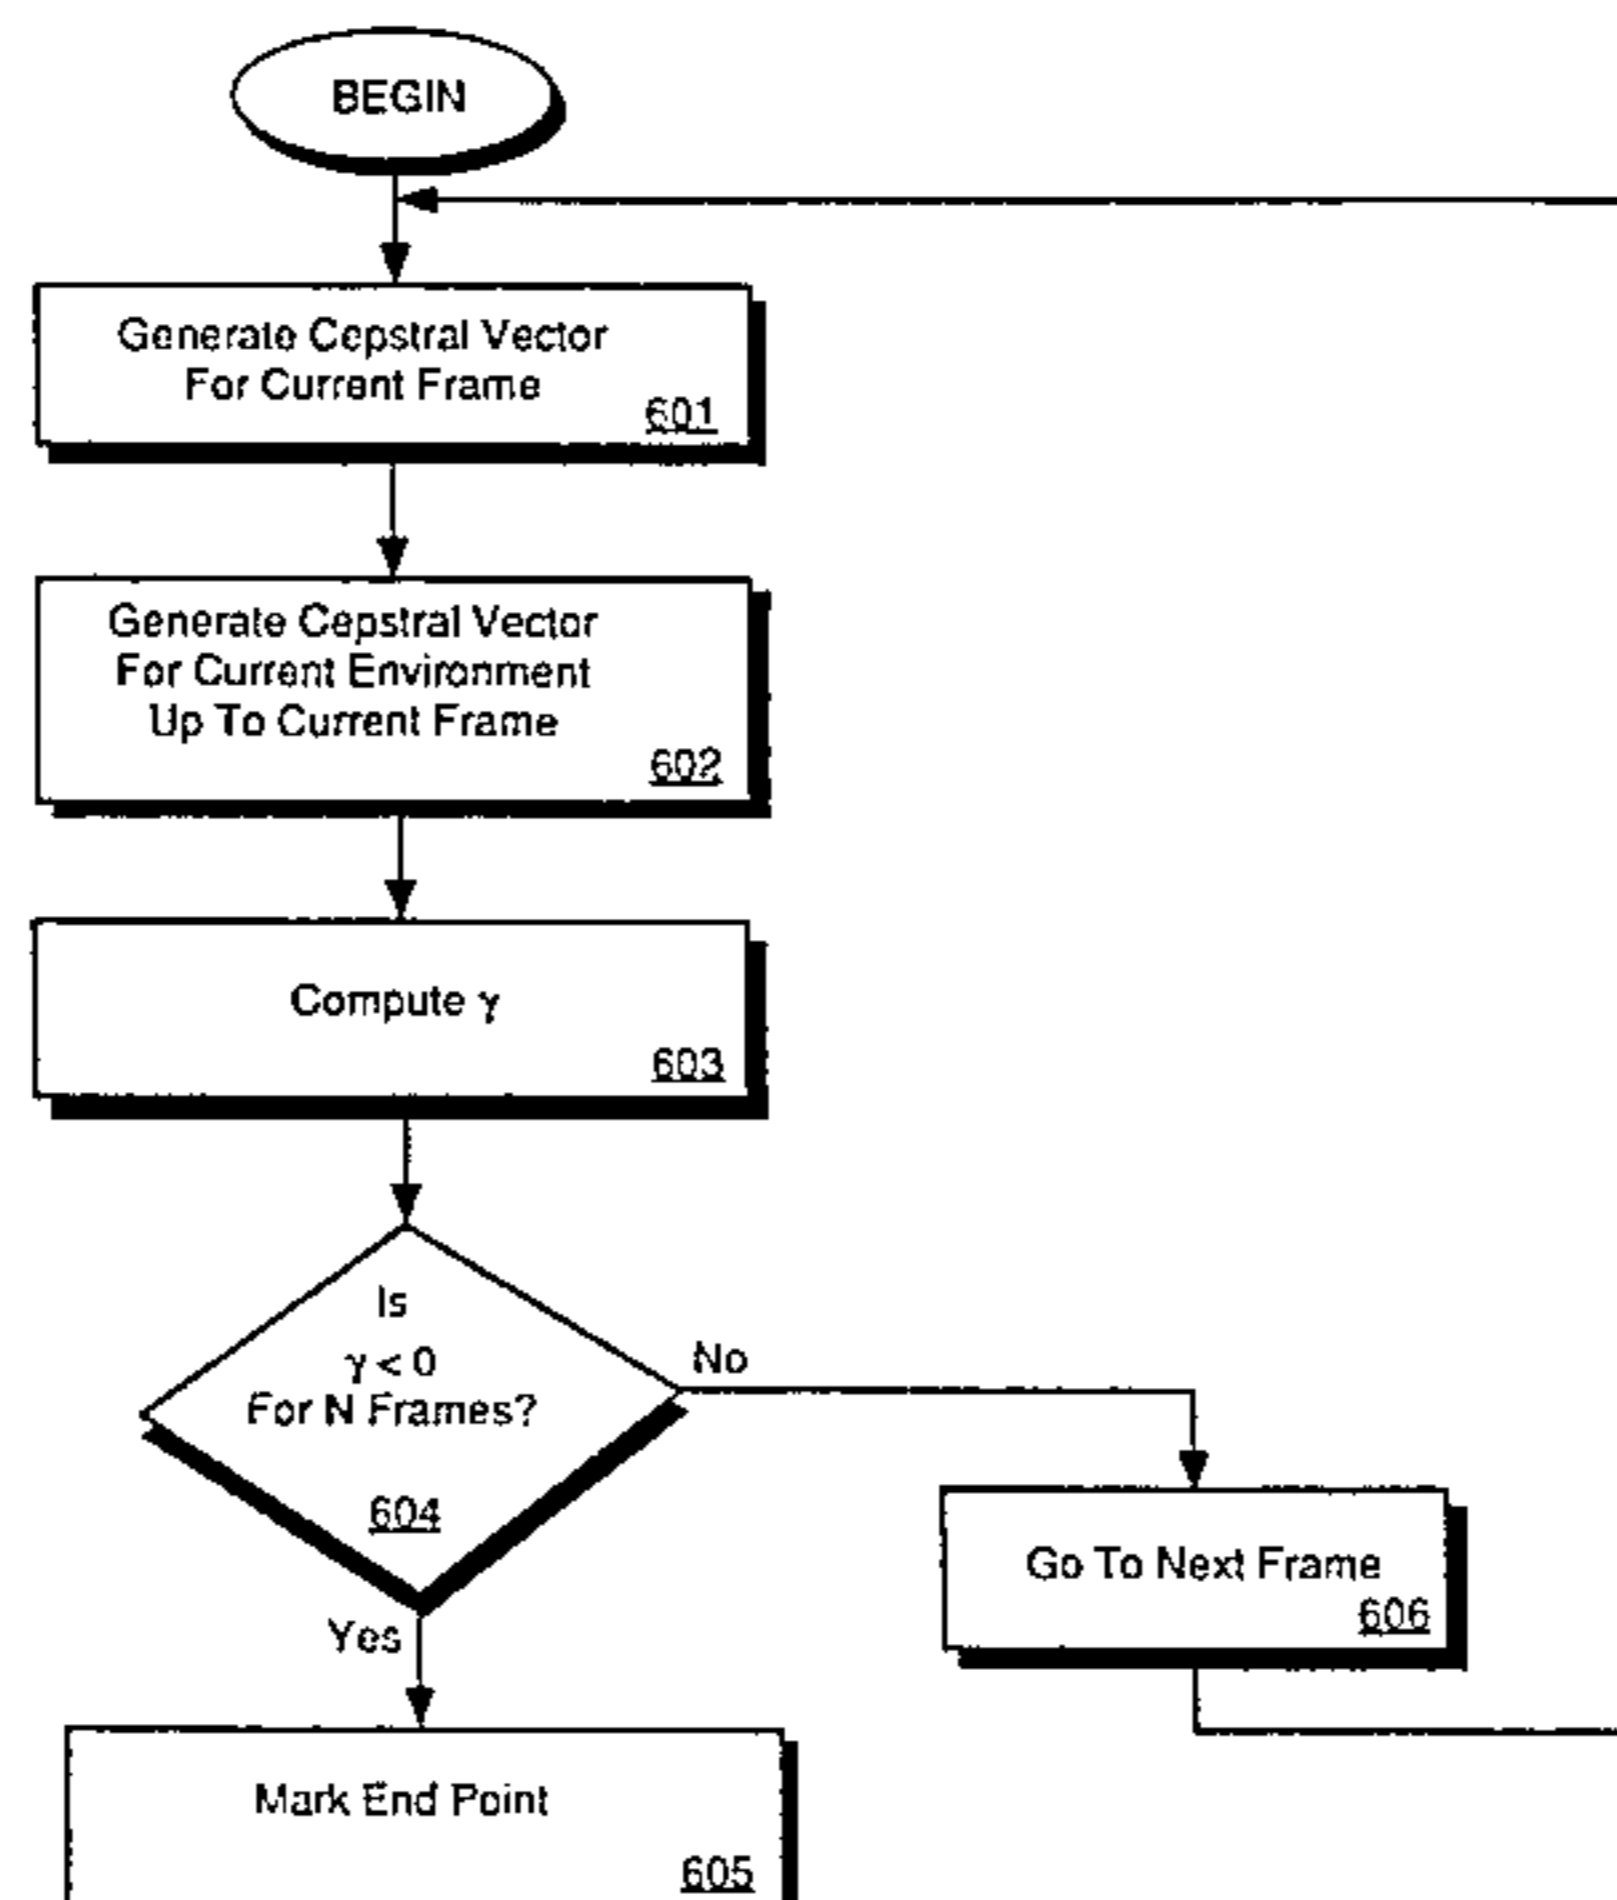 BEGIN
Generate Cepstral Vector
For Current Frame
601
Generate Cepstral Vector
For Current Environment
Up To Current Frame
602
Compute γ
603
Is
γ < 0
For N Frames?
604
No
Yes
Go To Next Frame
606
Mark End Point
605